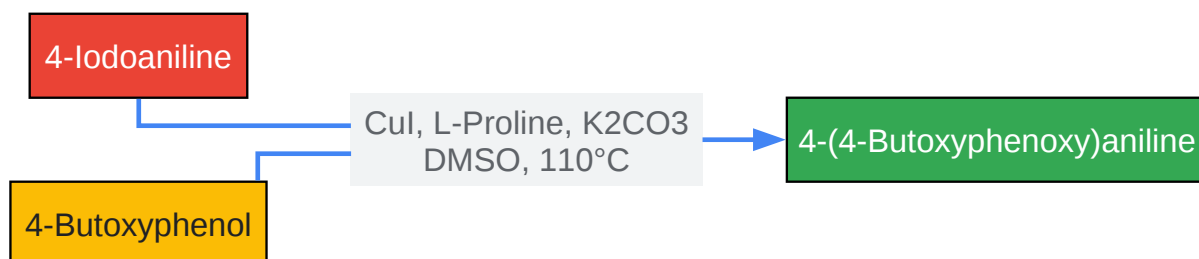 4-Iodoaniline
CuI, L-Proline, K2CO3
DMSO, 110°C
4-(4-Butoxyphenoxy)aniline
4-Butoxyphenol